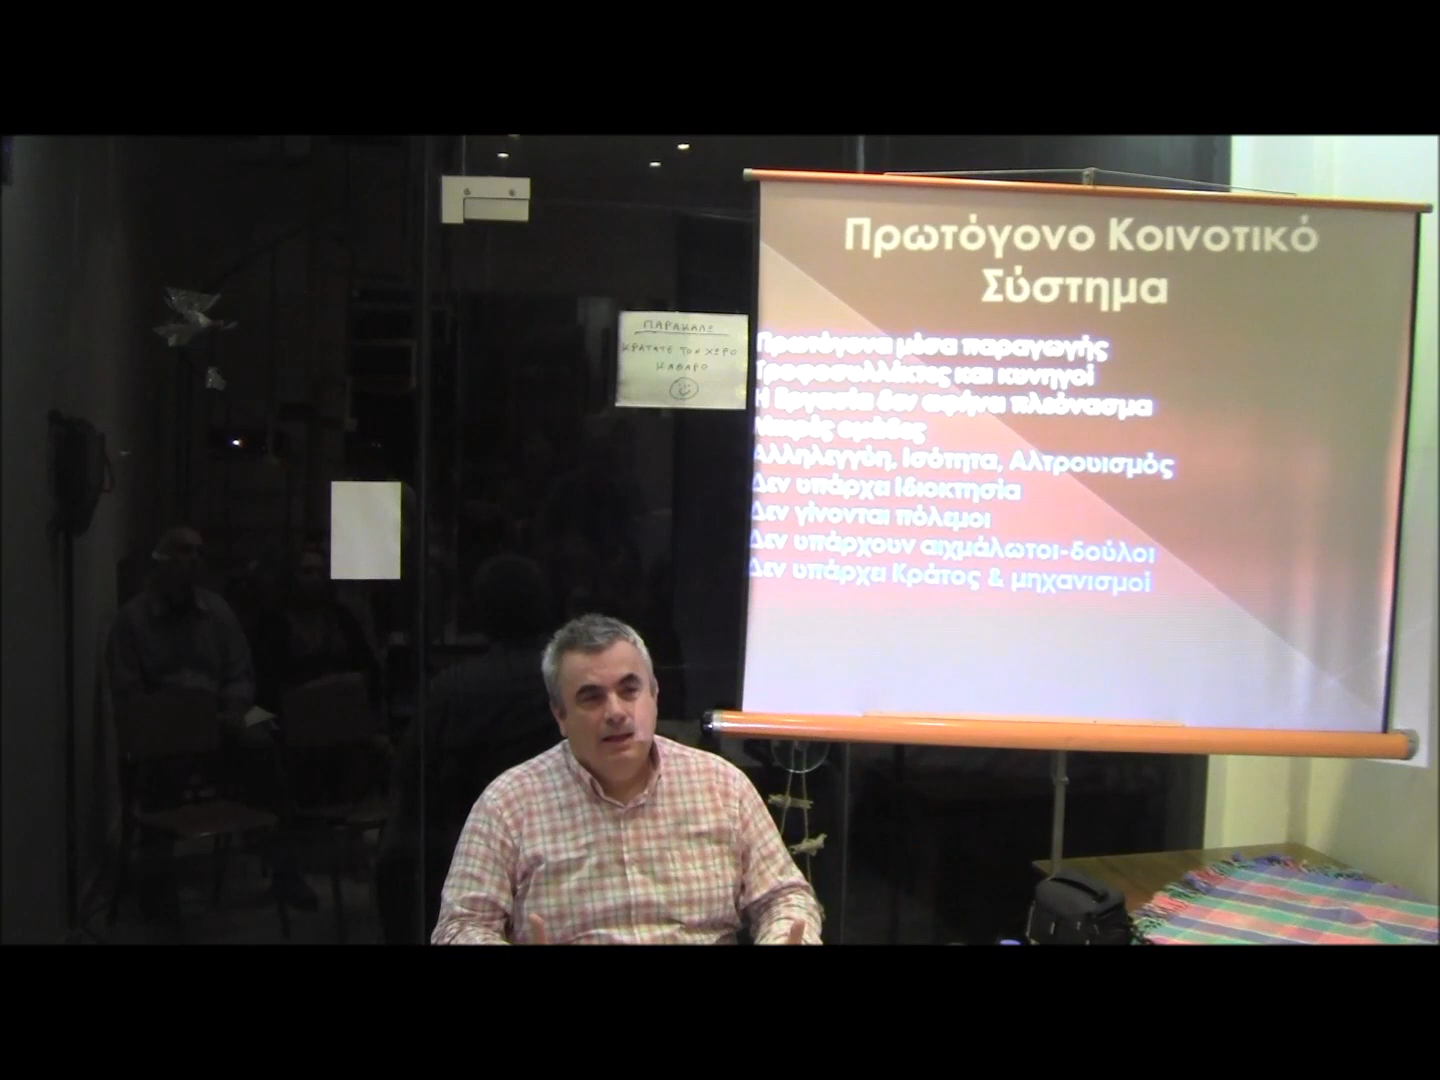 Πρωτόγονο Κοινοτικό
Σύστημα
Πρωτόγονα μέσα παραγωγής
Τροφοσυλλέκτες και κυνηγοί
Η Εργασία δεν αφήνει πλεόνασμα
Μικρές ομάδες
Αλληλεγγύη, Ισότητα, Αλτρουισμός
Δεν υπάρχει Ιδιοκτησία
Δεν γίνονται πόλεμοι
Δεν υπάρχουν αιχμάλωτοι-δούλοι
Δεν υπάρχει Κράτος & μηχανισμοί
ΠΑΡΑΚΑΛΩ
ΚΡΑΤΑΤΕ ΤΟΝ ΧΩΡΟ
ΚΑΘΑΡΟ